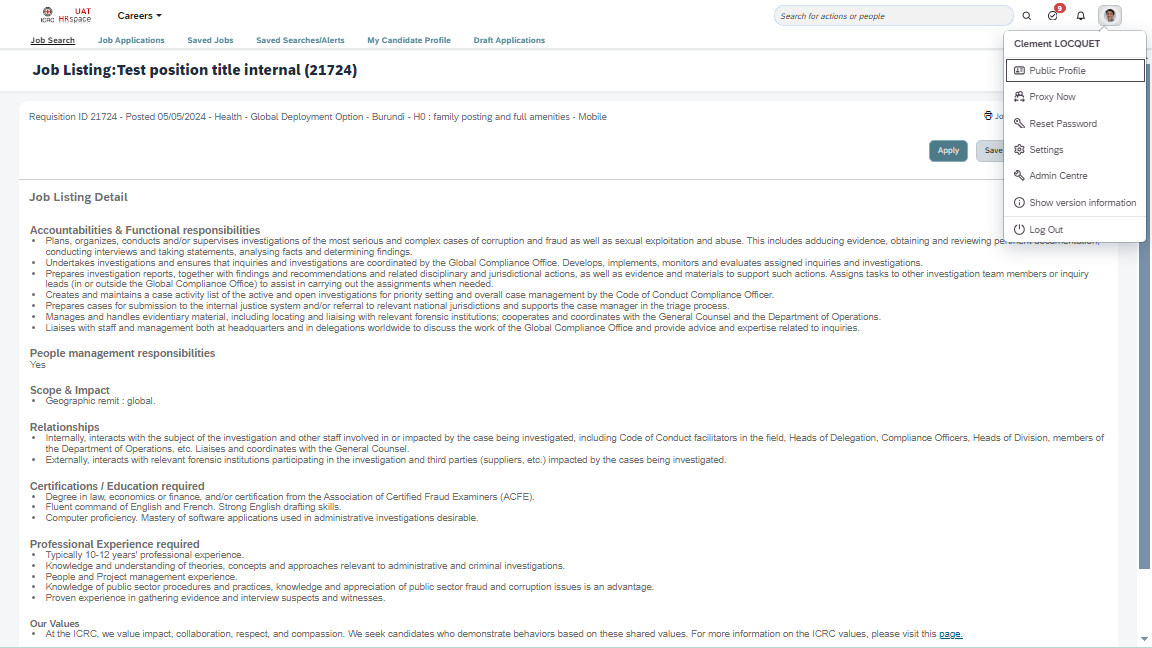 ICRC
UAT
HRspace
Careers
Search for actions or people
9
Job Search
Job Applications
Saved Jobs
Saved Searches/Alerts
My Candidate Profile
Draft Applications
Clement LOCQUET
Public Profile
Proxy Now
Reset Password
Settings
Admin Centre
Show version information
Log Out
Job Listing:Test position title internal (21724)
Requisition ID 21724 - Posted 05/05/2024 - Health - Global Deployment Option - Burundi - H0 : family posting and full amenities - Mobile
Jo
Apply
Save
Job Listing Detail
Accountabilities & Functional responsibilities
• Plans, organizes, conducts and/or supervises investigations of the most serious and complex cases of corruption and fraud as well as sexual exploitation and abuse. This includes adducing evidence, obtaining and reviewing pertinent documentation,
conducting interviews and taking statements, analysing facts and determining findings.
• Undertakes investigations and ensures that inquiries and investigations are coordinated by the Global Compliance Office. Develops, implements, monitors and evaluates assigned inquiries and investigations.
• Prepares investigation reports, together with findings and recommendations and related disciplinary and jurisdictional actions, as well as evidence and materials to support such actions. Assigns tasks to other investigation team members or inquiry
leads (in or outside the Global Compliance Office) to assist in carrying out the assignments when needed.
• Creates and maintains a case activity list of the active and open investigations for priority setting and overall case management by the Code of Conduct Compliance Officer.
• Prepares cases for submission to the internal justice system and/or referral to relevant national jurisdictions and supports the case manager in the triage process.
• Manages and handles evidentiary material, including locating and liaising with relevant forensic institutions; cooperates and coordinates with the General Counsel and the Department of Operations.
• Liaises with staff and management both at headquarters and in delegations worldwide to discuss the work of the Global Compliance Office and provide advice and expertise related to inquiries.
People management responsibilities
Yes
Scope & Impact
• Geographic remit : global.
Relationships
• Internally, interacts with the subject of the investigation and other staff involved in or impacted by the case being investigated, including Code of Conduct facilitators in the field, Heads of Delegation, Compliance Officers, Heads of Division, members of
the Department of Operations, etc. Liaises and coordinates with the General Counsel.
• Externally, interacts with relevant forensic institutions participating in the investigation and third parties (suppliers, etc.) impacted by the cases being investigated.
Certifications / Education required
• Degree in law, economics or finance, and/or certification from the Association of Certified Fraud Examiners (ACFE).
• Fluent command of English and French. Strong English drafting skills.
• Computer proficiency. Mastery of software applications used in administrative investigations desirable.
Professional Experience required
• Typically 10-12 years' professional experience.
• Knowledge and understanding of theories, concepts and approaches relevant to administrative and criminal investigations.
• People and Project management experience.
• Knowledge of public sector procedures and practices, knowledge and appreciation of public sector fraud and corruption issues is an advantage.
• Proven experience in gathering evidence and interview suspects and witnesses.
Our Values
• At the ICRC, we value impact, collaboration, respect, and compassion. We seek candidates who demonstrate behaviors based on these shared values. For more information on the ICRC values, please visit this page.